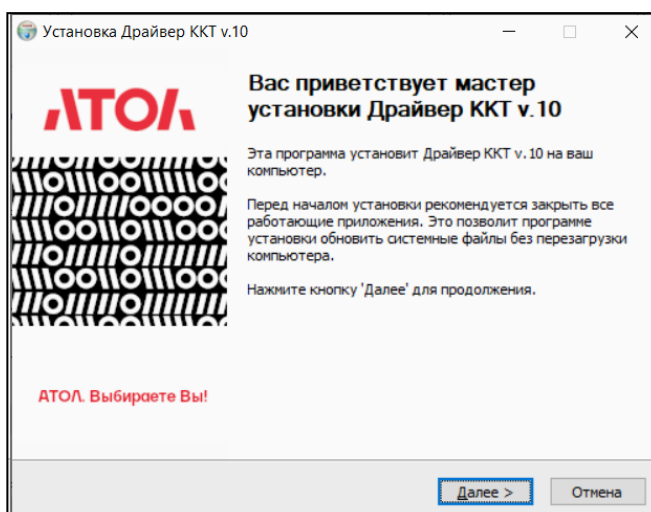 Установка Драйвер ККТ v.10
АТОЛ
Вас приветствует мастер
установки Драйвер ККТ v.10
Эта программа установит Драйвер ККТ v.10 на ваш
компьютер.
Перед началом установки рекомендуется закрыть все
работающие приложения. Это позволит программе
установки обновить системные файлы без перезагрузки
компьютера.
Нажмите кнопку 'Далее' для продолжения.
АТОЛ. Выбираете Вы!
Далее >
Отмена